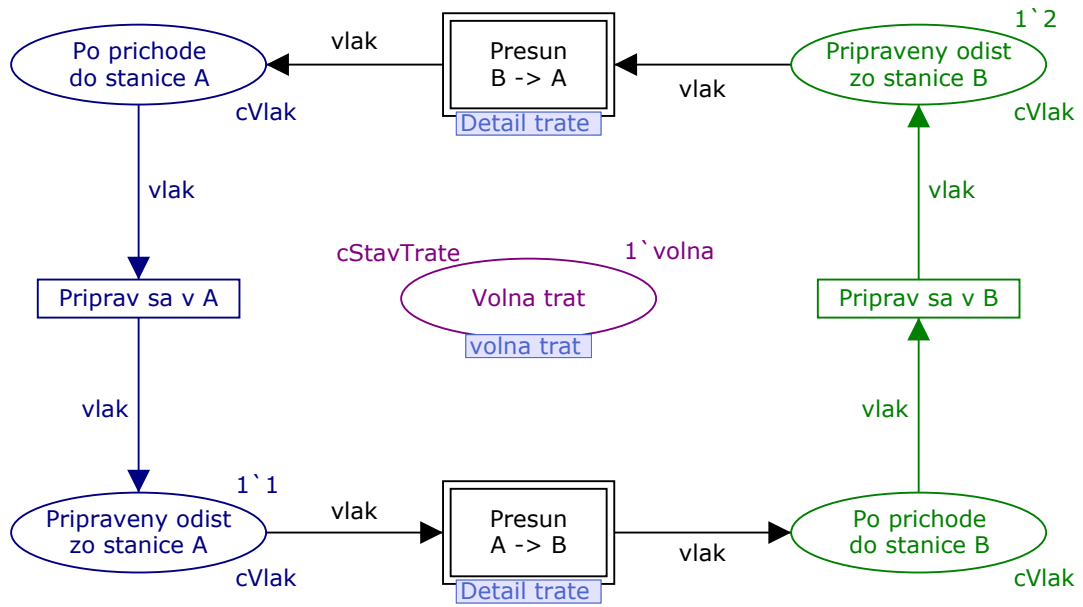 1`2
vlak
Po prichode
do stanice A
Presun
B -> A
Pripraveny odist
zo stanice B
vlak
cVlak
Detail trate
cVlak
vlak
vlak
cStavTrate
1`volna
Priprav sa v A
Volna trat
Priprav sa v B
volna trat
vlak
vlak
1`1
vlak
Pripraveny odist
zo stanice A
Presun
A -> B
Po prichode
do stanice B
vlak
cVlak
Detail trate
cVlak